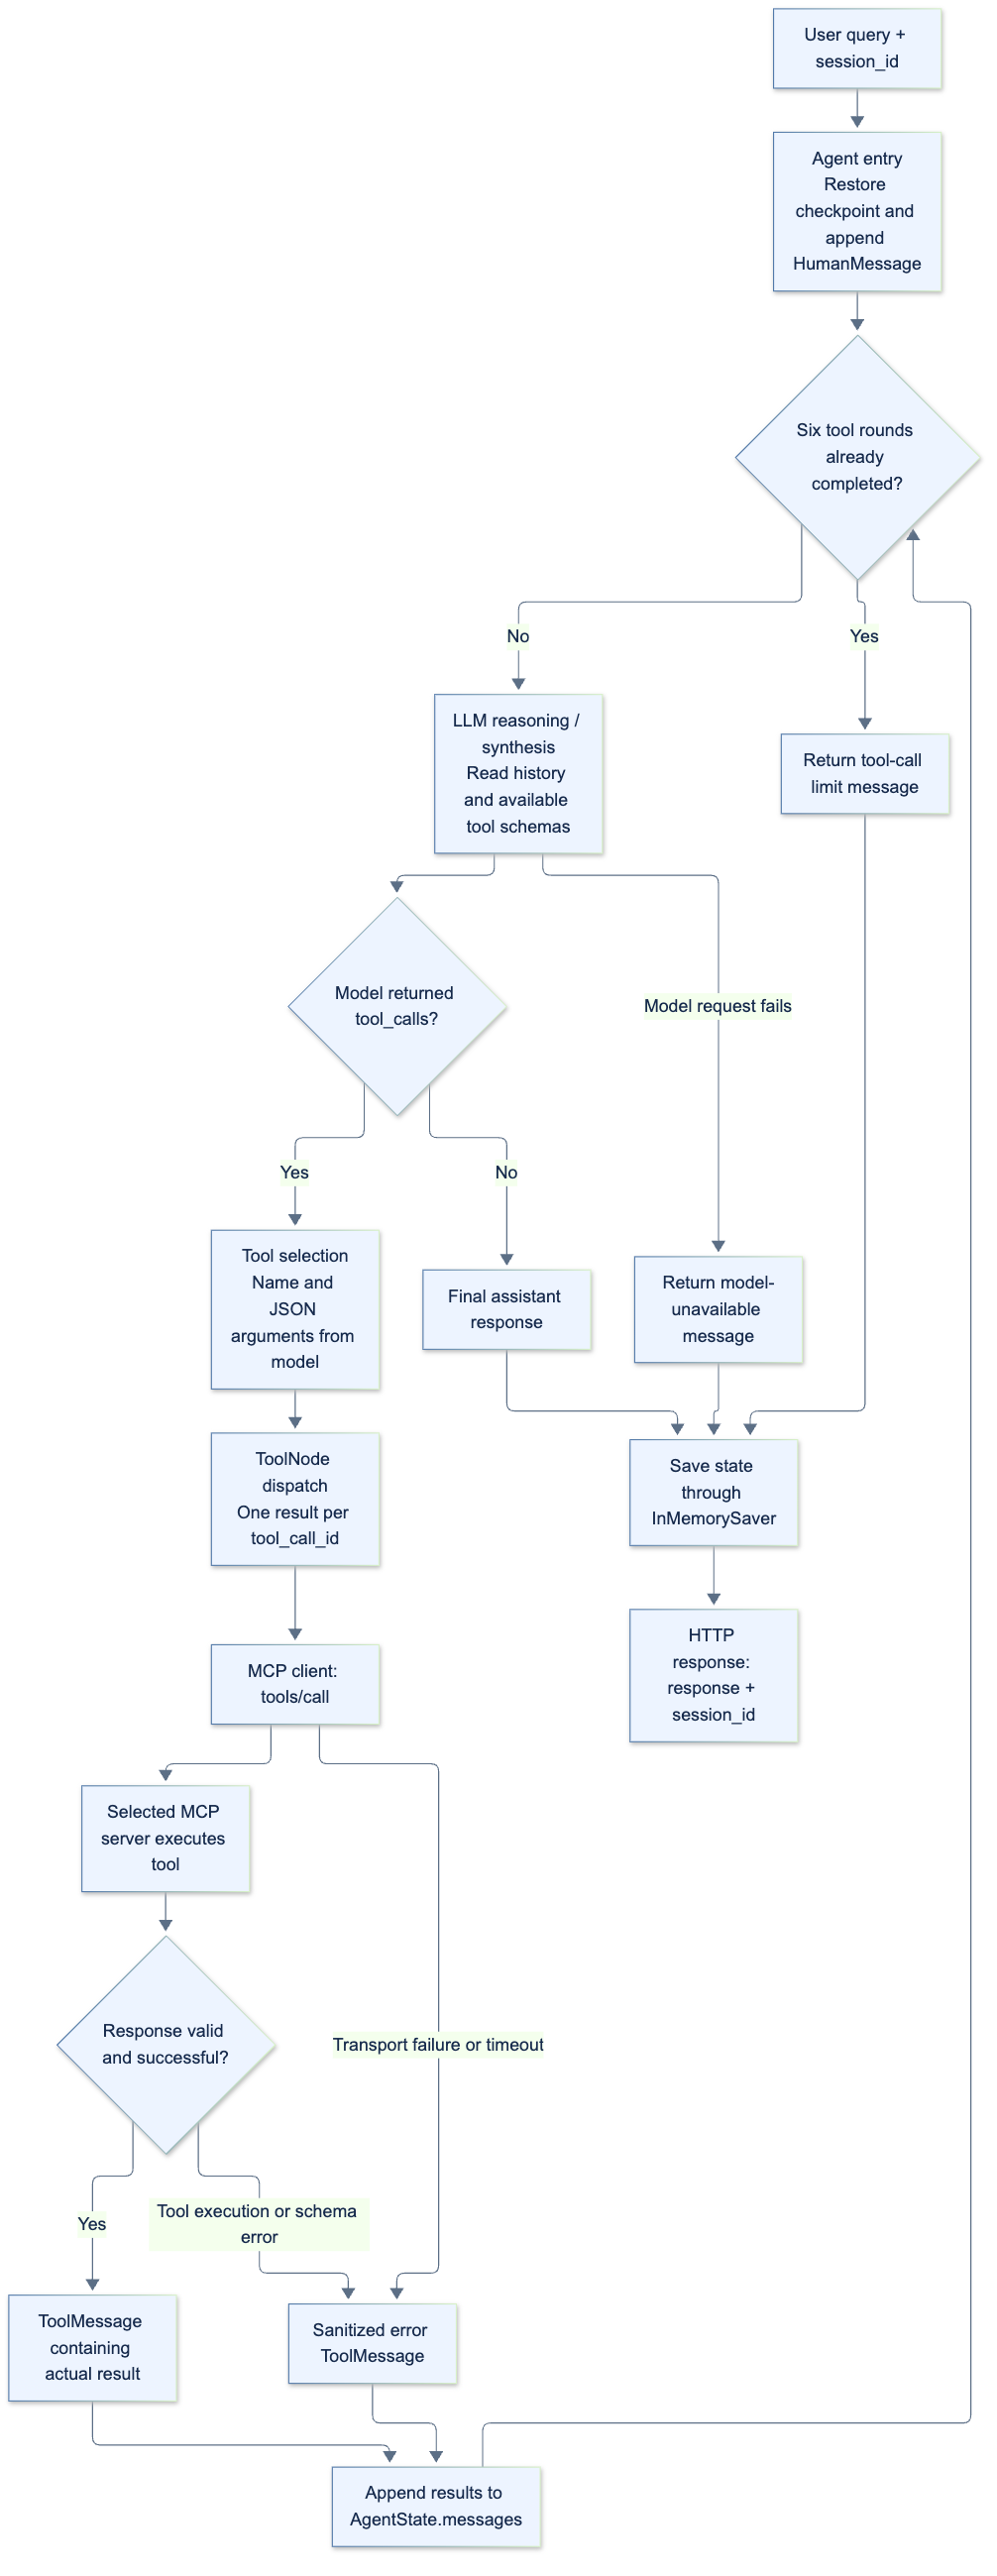 User query +
session_id
Agent entry
Restore
checkpoint and
append
HumanMessage
Six tool rounds
already
completed?
No
Yes
LLM reasoning /
synthesis
Read history
and available
tool schemas
Return tool-call
limit message
Model returned
tool_calls?
Model request fails
Yes
No
Tool selection
Name and
JSON
arguments from
model
Final assistant
response
Return model-
unavailable
message
ToolNode
dispatch
One result per
tool_call_id
Save state
through
InMemorySaver
MCP client:
tools/call
HTTP
response:
response +
session_id
Selected MCP
server executes
tool
Response valid
and successful?
Transport failure or timeout
Yes
Tool execution or schema
error
ToolMessage
containing
actual result
Sanitized error
ToolMessage
Append results to
AgentState.messages